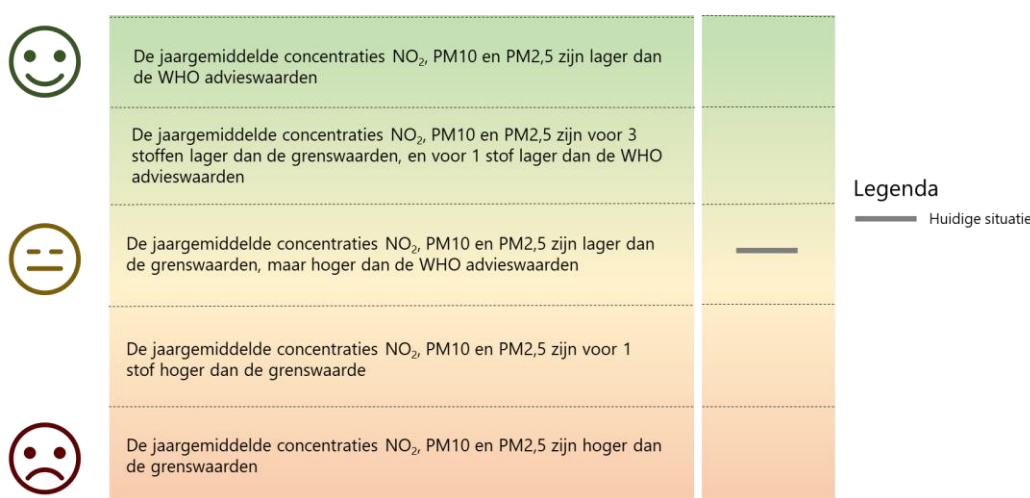 De jaargemiddelde concentraties NO₂, PM10 en PM2,5 zijn lager dan
de WHO advieswaarden
De jaargemiddelde concentraties NO₂, PM10 en PM2,5 zijn voor 3
stoffen lager dan de grenswaarden, en voor 1 stof lager dan de WHO
advieswaarden
De jaargemiddelde concentraties NO₂, PM10 en PM2,5 zijn lager dan
de grenswaarden, maar hoger dan de WHO advieswaarden
De jaargemiddelde concentraties NO₂, PM10 en PM2,5 zijn voor 1
stof hoger dan de grenswaarde
De jaargemiddelde concentraties NO₂, PM10 en PM2,5 zijn hoger dan
de grenswaarden
Legenda
Huidige situatie